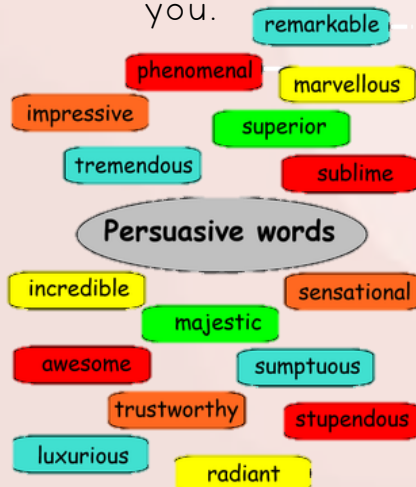 you.
remarkable
phenomenal
marvellous
impressive
superior
tremendous
sublime
Persuasive words
incredible
sensational
majestic
awesome
sumptuous
trustworthy
stupendous
luxurious
radiant